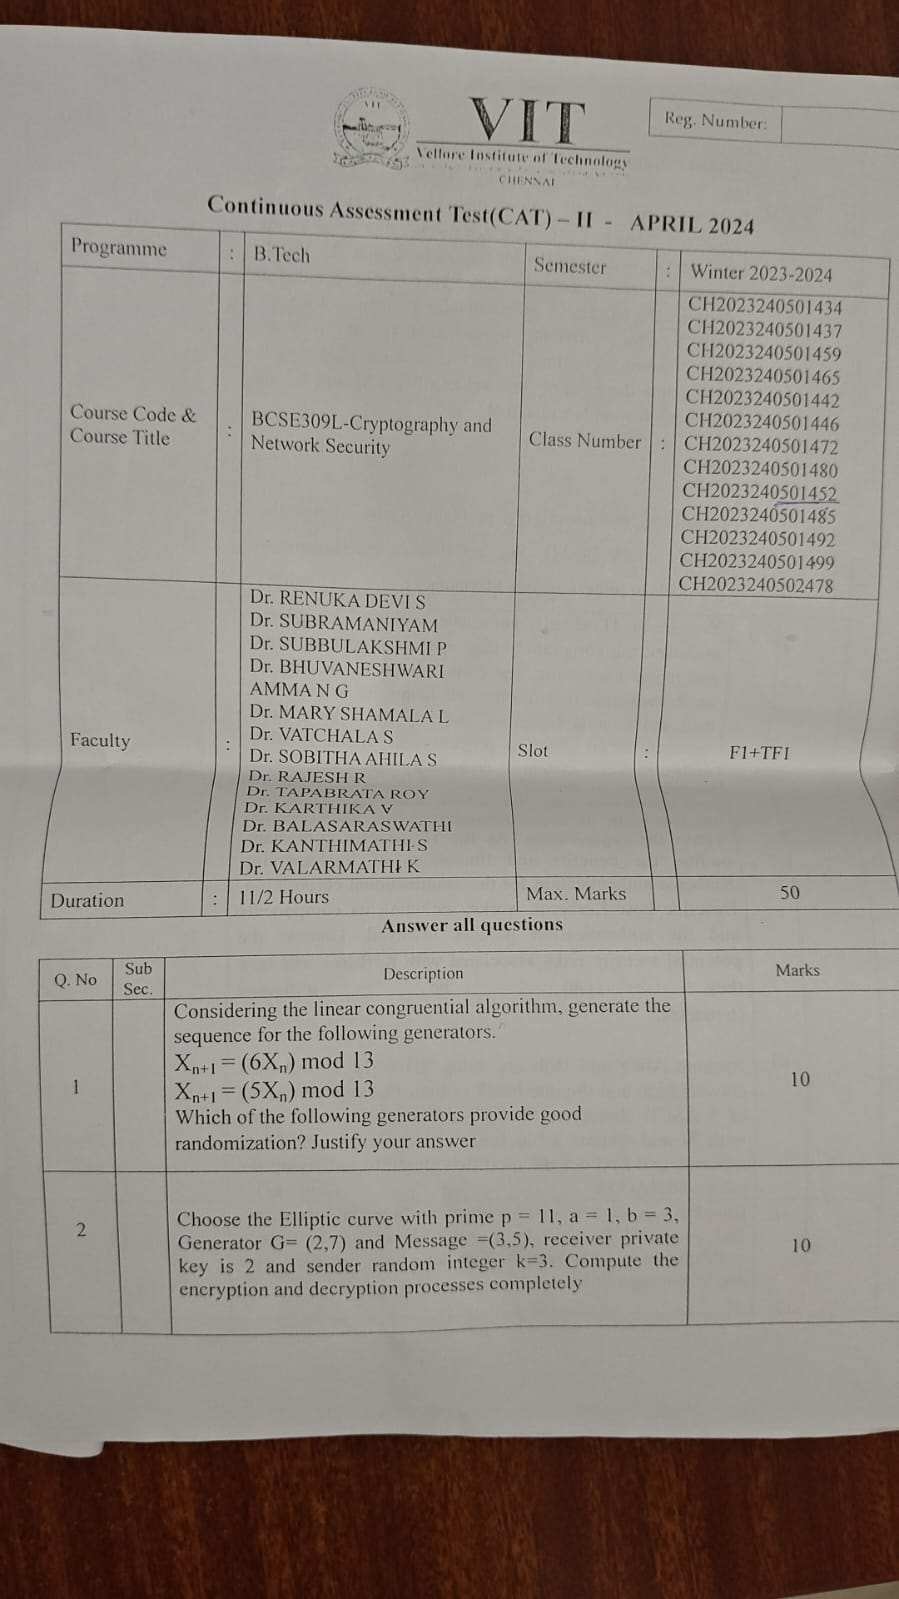 VIT
Reg. Number:
Vellore Institute of Technology
CHENNAI
Continuous Assessment Test(CAT) – II - APRIL 2024
Programme : B.Tech Semester : Winter 2023-2024
Course Code & Course Title : BCSE309L-Cryptography and Network Security
Class Number :
CH2023240501434
CH2023240501437
CH2023240501459
CH2023240501465
CH2023240501442
CH2023240501446
CH2023240501472
CH2023240501480
CH2023240501452
CH2023240501485
CH2023240501492
CH2023240501499
CH2023240502478
Faculty :
Dr. RENUKA DEVI S
Dr. SUBRAMANIYAM
Dr. SUBBULAKSHMI P
Dr. BHUVANESHWARI
AMMA N G
Dr. MARY SHAMALA L
Dr. VATCHALA S
Dr. SOBITHA AHILA S
Dr. RAJESH R
Dr. TAPABRATA ROY
Dr. KARTHIKA V
Dr. BALASARASWATHI
Dr. KANTHIMATHI S
Dr. VALARMATHI K
Slot : F1+TF1
Duration : 11/2 Hours Max. Marks 50
Answer all questions
Q. No Sub Sec. Description Marks
1
Considering the linear congruential algorithm, generate the
sequence for the following generators.
Xn+1 = (6Xn) mod 13
Xn+1 = (5Xn) mod 13
Which of the following generators provide good
randomization? Justify your answer
10
2
Choose the Elliptic curve with prime p = 11, a = 1, b = 3,
Generator G= (2,7) and Message =(3,5), receiver private
key is 2 and sender random integer k=3. Compute the
encryption and decryption processes completely
10